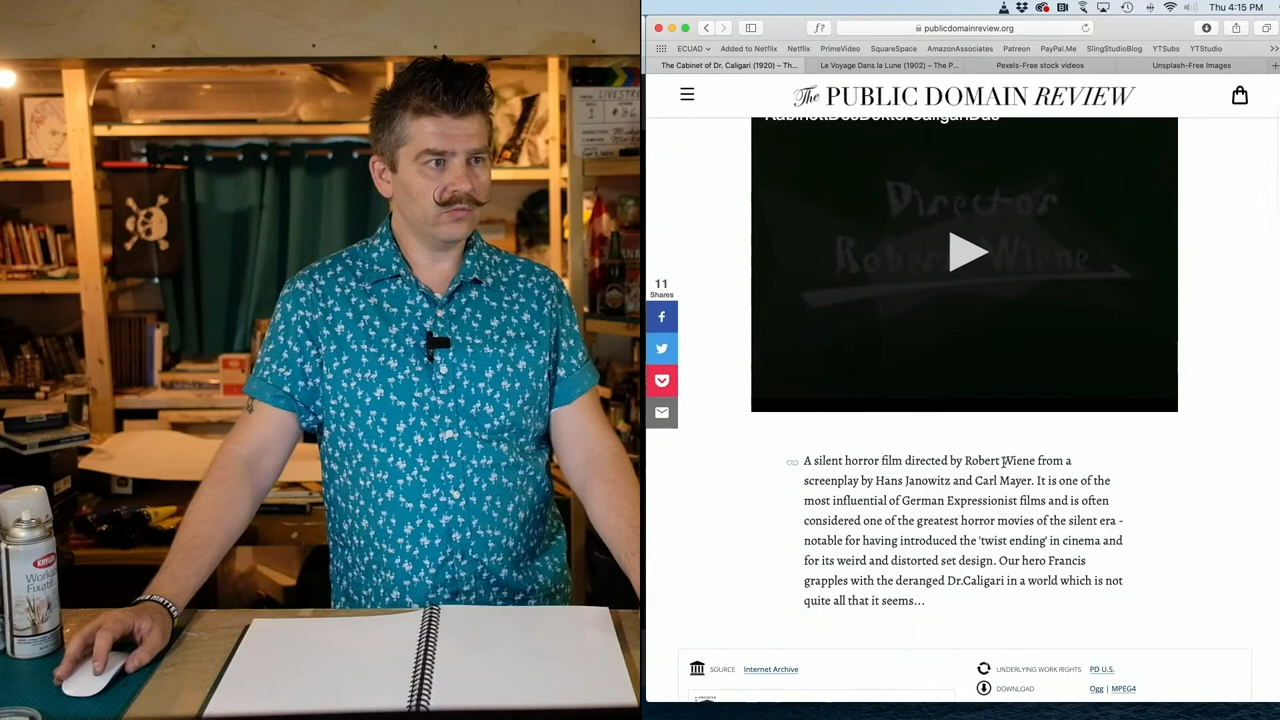 Thu 4:15 PM
publicdomainreview.org
ECUAD Added to Netflix Netflix PrimeVideo SquareSpace AmazonAssociates Patreon PayPal.Me SlingStudioBlog YTSubs YTStudio
The Cabinet of Dr. Caligari (1920) – Th... Le Voyage Dans la Lune (1902) – The P... Pexels-Free stock videos Unsplash-Free Images
The PUBLIC DOMAIN REVIEW
Director
Robert Wiene
11
Shares
A silent horror film directed by Robert Wiene from a
screenplay by Hans Janowitz and Carl Mayer. It is one of the
most influential of German Expressionist films and is often
considered one of the greatest horror movies of the silent era -
notable for having introduced the 'twist ending' in cinema and
for its weird and distorted set design. Our hero Francis
grapples with the deranged Dr.Caligari in a world which is not
quite all that it seems...
SOURCE Internet Archive
UNDERLYING WORK RIGHTS PD U.S.
DOWNLOAD Ogg | MPEG4
KRYLON